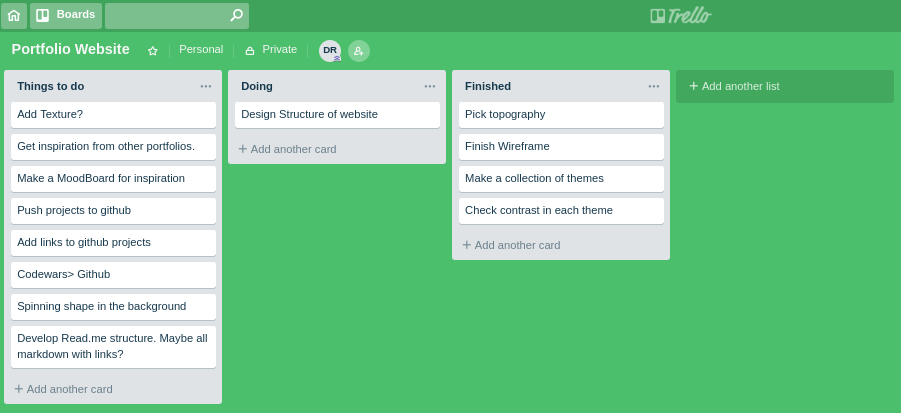 Boards
Trello
Portfolio Website
Personal
Private
DR
Things to do
Add Texture?
Get inspiration from other portfolios.
Make a MoodBoard for inspiration
Push projects to github
Add links to github projects
Codewars> Github
Spinning shape in the background
Develop Read.me structure. Maybe all
markdown with links?
+ Add another card
Doing
Design Structure of website
+ Add another card
Finished
Pick topography
Finish Wireframe
Make a collection of themes
Check contrast in each theme
+ Add another card
+ Add another list